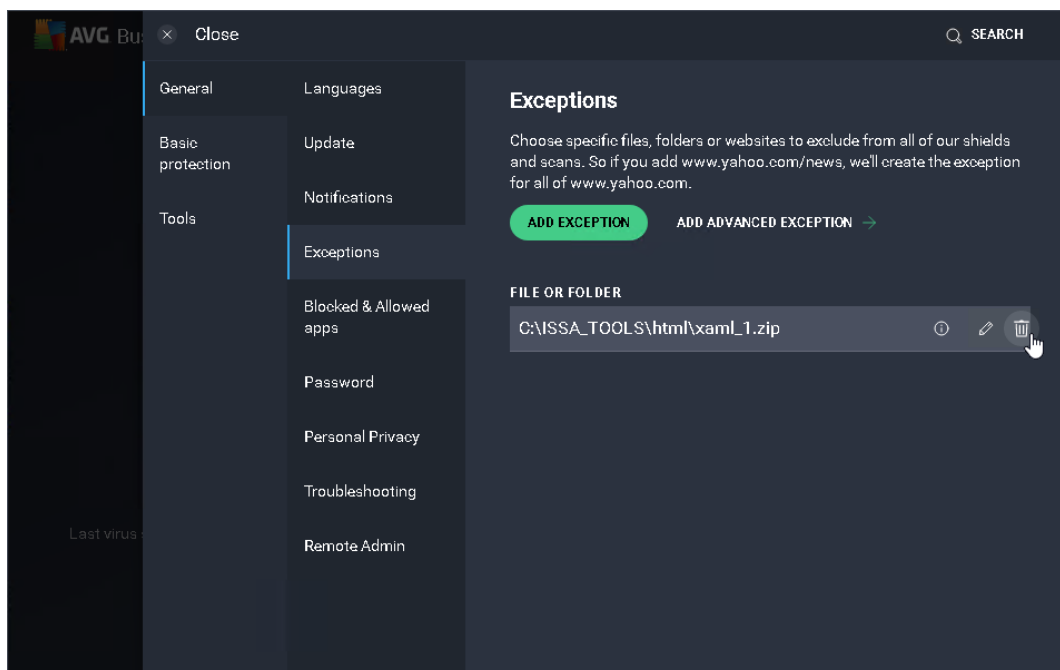 AVG Bu
Close
SEARCH
General
Basic
protection
Tools
Languages
Update
Notifications
Exceptions
Blocked & Allowed
apps
Password
Personal Privacy
Troubleshooting
Remote Admin
Exceptions
Choose specific files, folders or websites to exclude from all of our shields
and scans. So if you add www.yahoo.com/news, we'll create the exception
for all of www.yahoo.com.
ADD EXCEPTION
ADD ADVANCED EXCEPTION →
FILE OR FOLDER
C:\ISSA_TOOLS\html\xaml_1.zip
Last virus